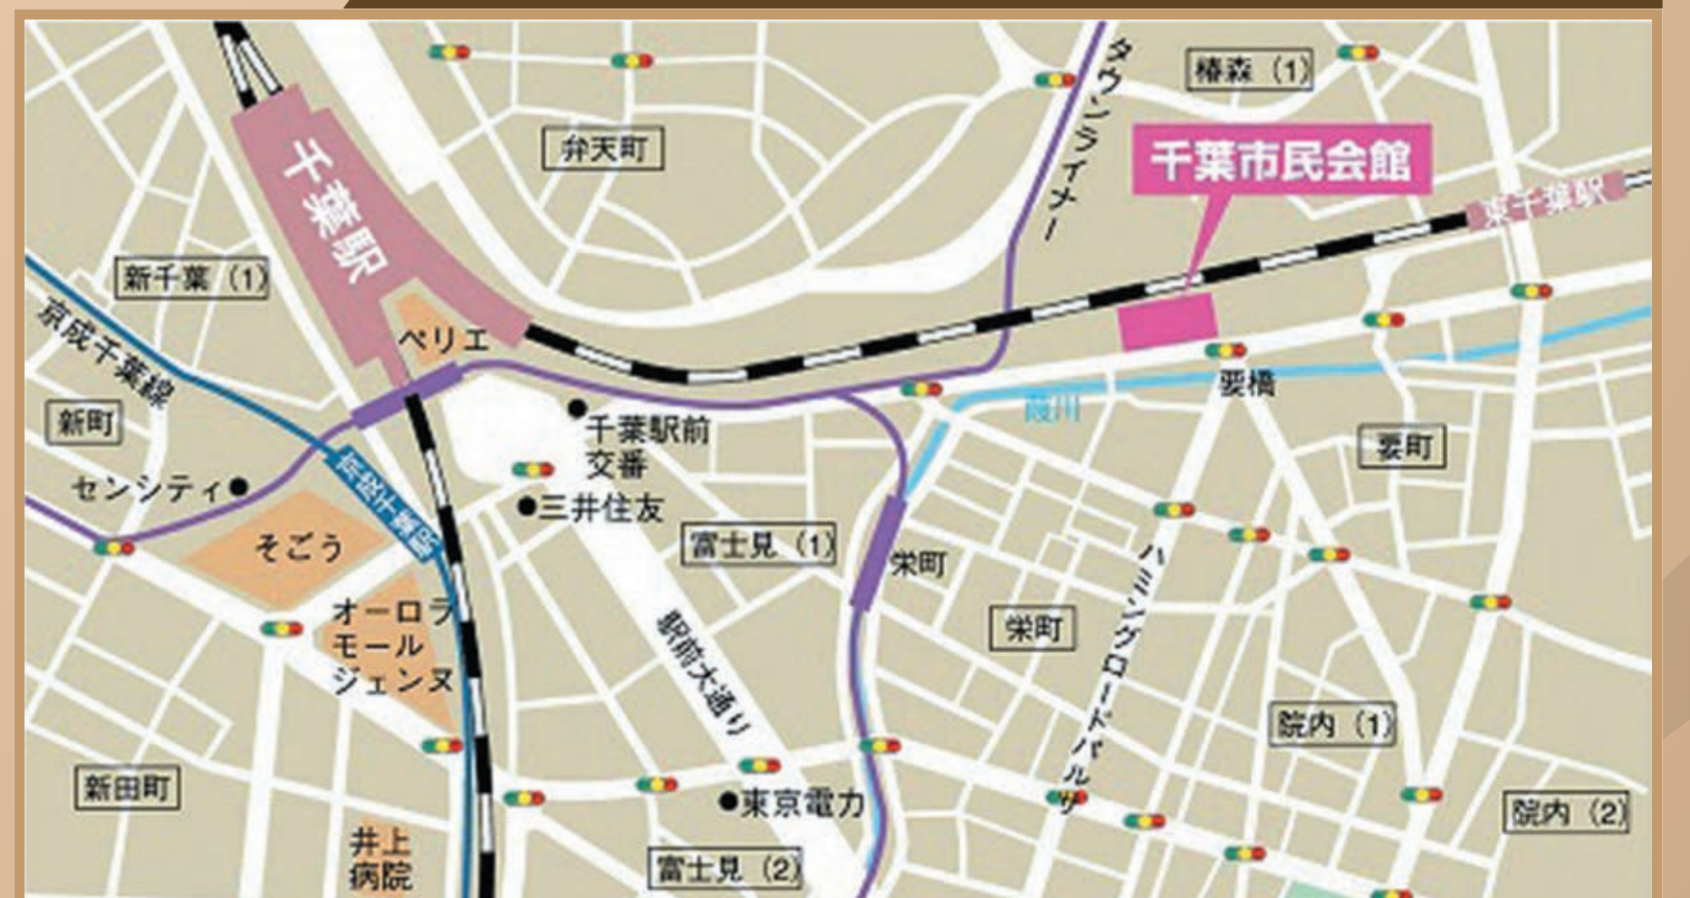 椿森（1）
タウンライナー
弁天町
千葉市民会館
千葉駅
東千葉駅
新千葉（1）
京成千葉線
ペリエ
新町
千葉駅前
交番
葭川
要橋
要町
センシティ
京成千葉駅
三井住友
そごう
富士見（1）
栄町
オーロラ
モール
ジェンヌ
駅前大通り
栄町
ハミングロードパルサ
院内（1）
新田町
東京電力
院内（2）
井上
病院
富士見（2）